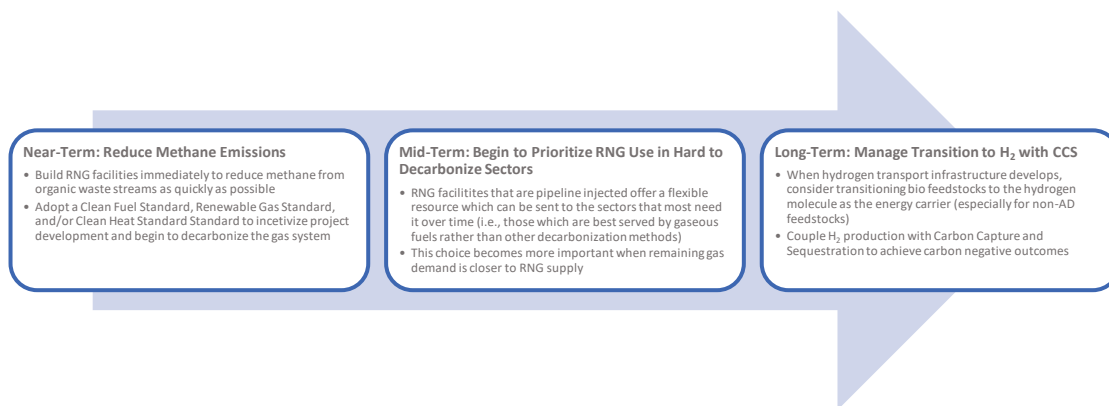 Near-Term: Reduce Methane Emissions
• Build RNG facilities immediately to reduce methane from
organic waste streams as quickly as possible
• Adopt a Clean Fuel Standard, Renewable Gas Standard,
and/or Clean Heat Standard Standard to incetivize project
development and begin to decarbonize the gas system
Mid-Term: Begin to Prioritize RNG Use in Hard to
Decarbonize Sectors
• RNG facilitites that are pipeline injected offer a flexible
resource which can be sent to the sectors that most need
it over time (i.e., those which are best served by gaseous
fuels rather than other decarbonization methods)
• This choice becomes more important when remaining gas
demand is closer to RNG supply
Long-Term: Manage Transition to H₂ with CCS
• When hydrogen transport infrastructure develops,
consider transitioning bio feedstocks to the hydrogen
molecule as the energy carrier (especially for non-AD
feedstocks)
• Couple H₂ production with Carbon Capture and
Sequestration to achieve carbon negative outcomes